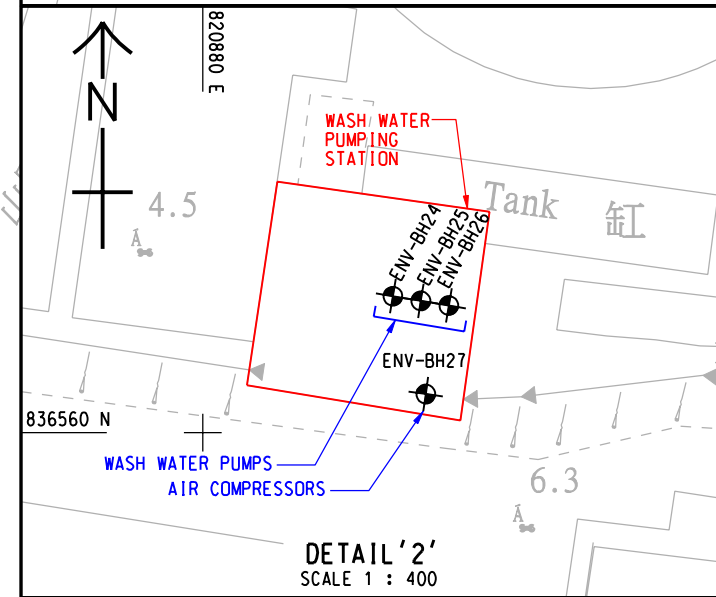 820880 E
N
WASH WATER
PUMPING
STATION
4.5
Tank 缸
ENV-BH24
ENV-BH25
ENV-BH26
ENV-BH27
836560 N
WASH WATER PUMPS
AIR COMPRESSORS
6.3
DETAIL '2'
SCALE 1 : 400